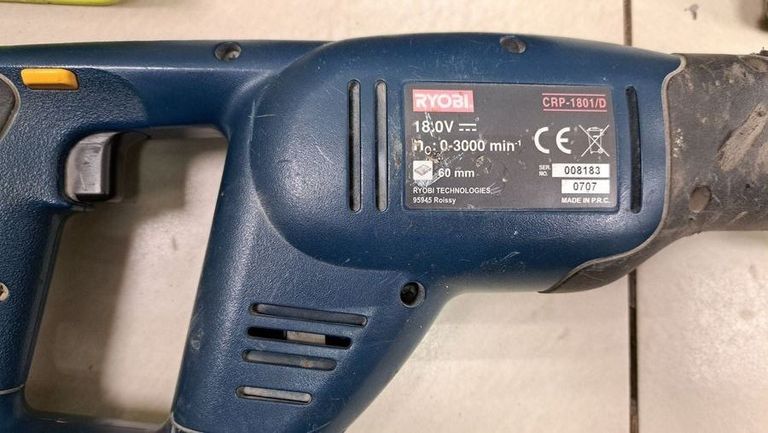 RYOBI
CRP-1801/D
18.0V
n₀: 0-3000 min⁻¹
CE
60 mm
RYOBI TECHNOLOGIES
95945 Roissy
SER. NO. 008183
0707
MADE IN P.R.C.